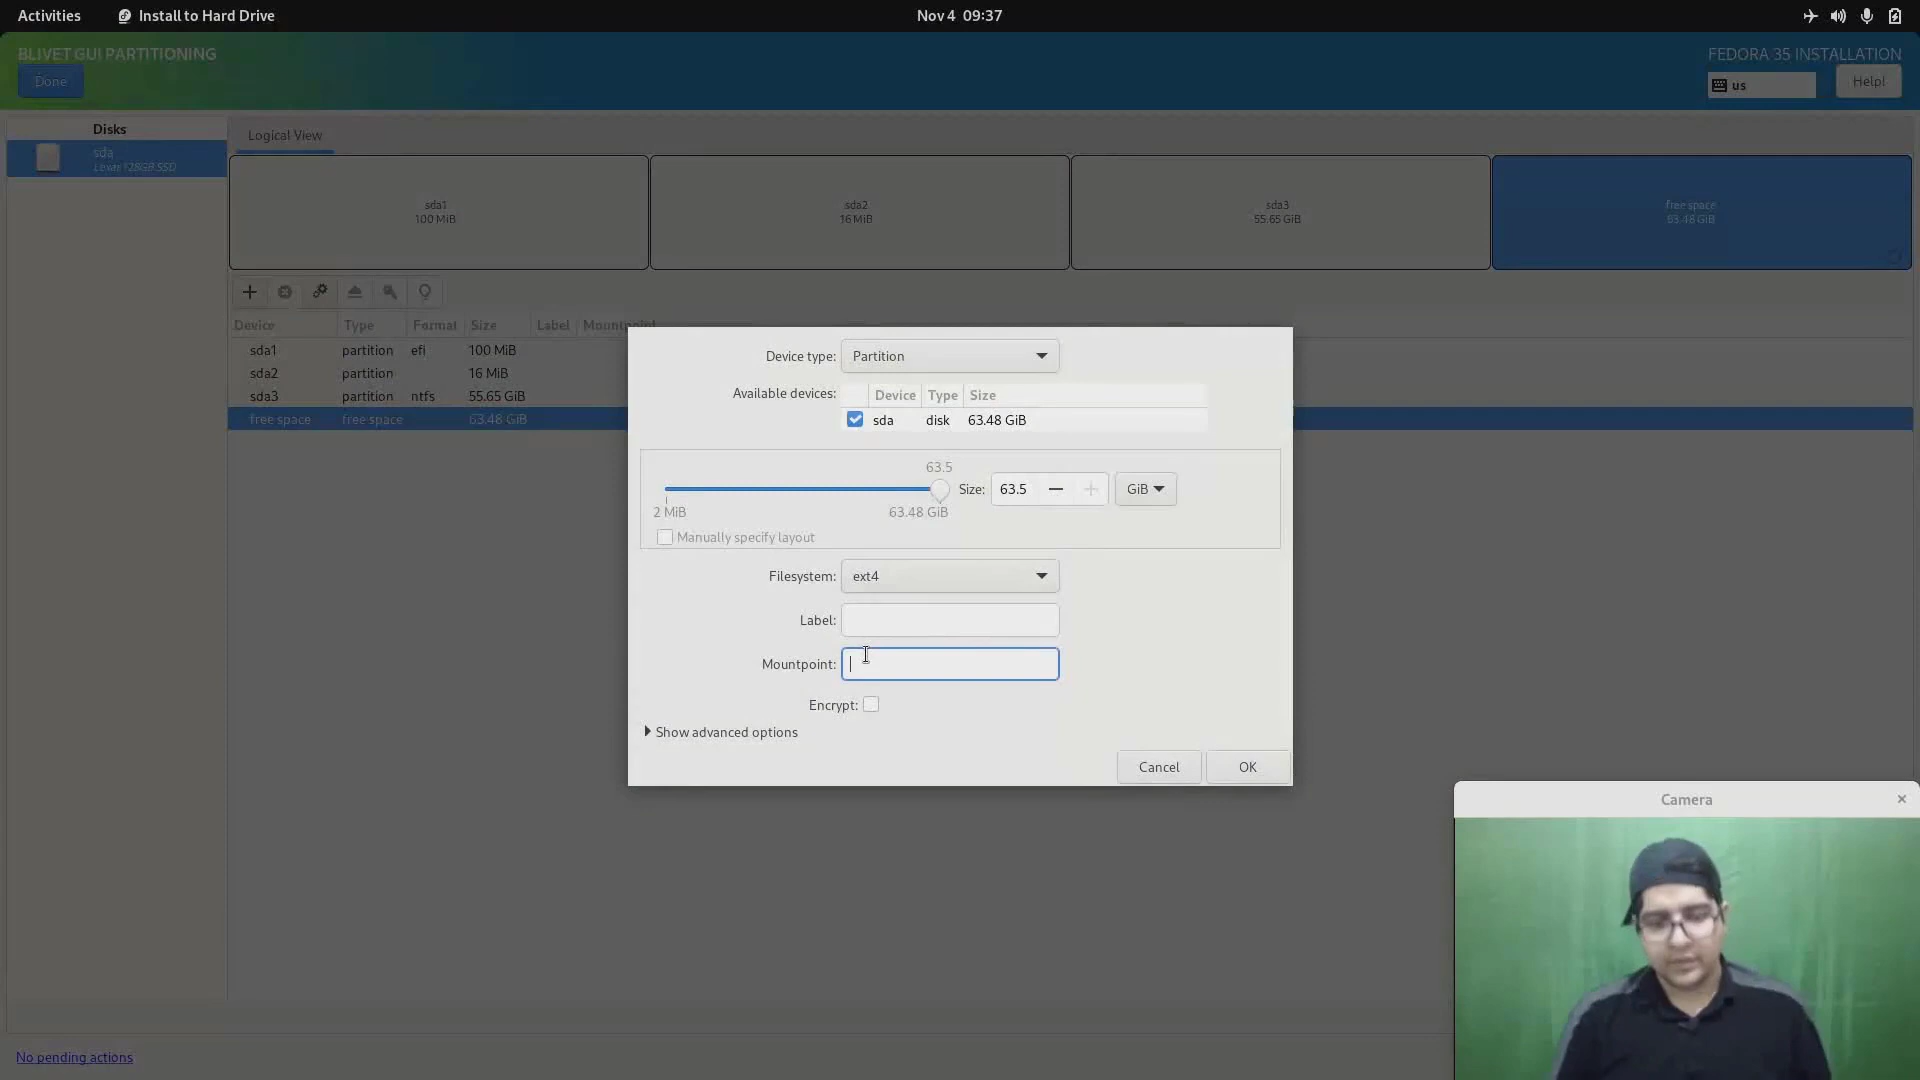 Activities Install to Hard Drive Nov 4 09:37
BLIVET GUI PARTITIONING FEDORA 35 INSTALLATION
Done us Help!
Disks
sda
Lexar 128GB SSD
Logical View
sda1
100 MiB
sda2
16 MiB
sda3
55.65 GiB
free space
63.48 GiB
Device Type Format Size Label Mountpoint
sda1 partition efi 100 MiB
sda2 partition 16 MiB
sda3 partition ntfs 55.65 GiB
free space free space 63.48 GiB
Device type: Partition
Available devices: Device Type Size
sda disk 63.48 GiB
63.5
Size: 63.5 GiB
2 MiB 63.48 GiB
Manually specify layout
Filesystem: ext4
Label:
Mountpoint:
Encrypt:
Show advanced options
Cancel OK
Camera
No pending actions